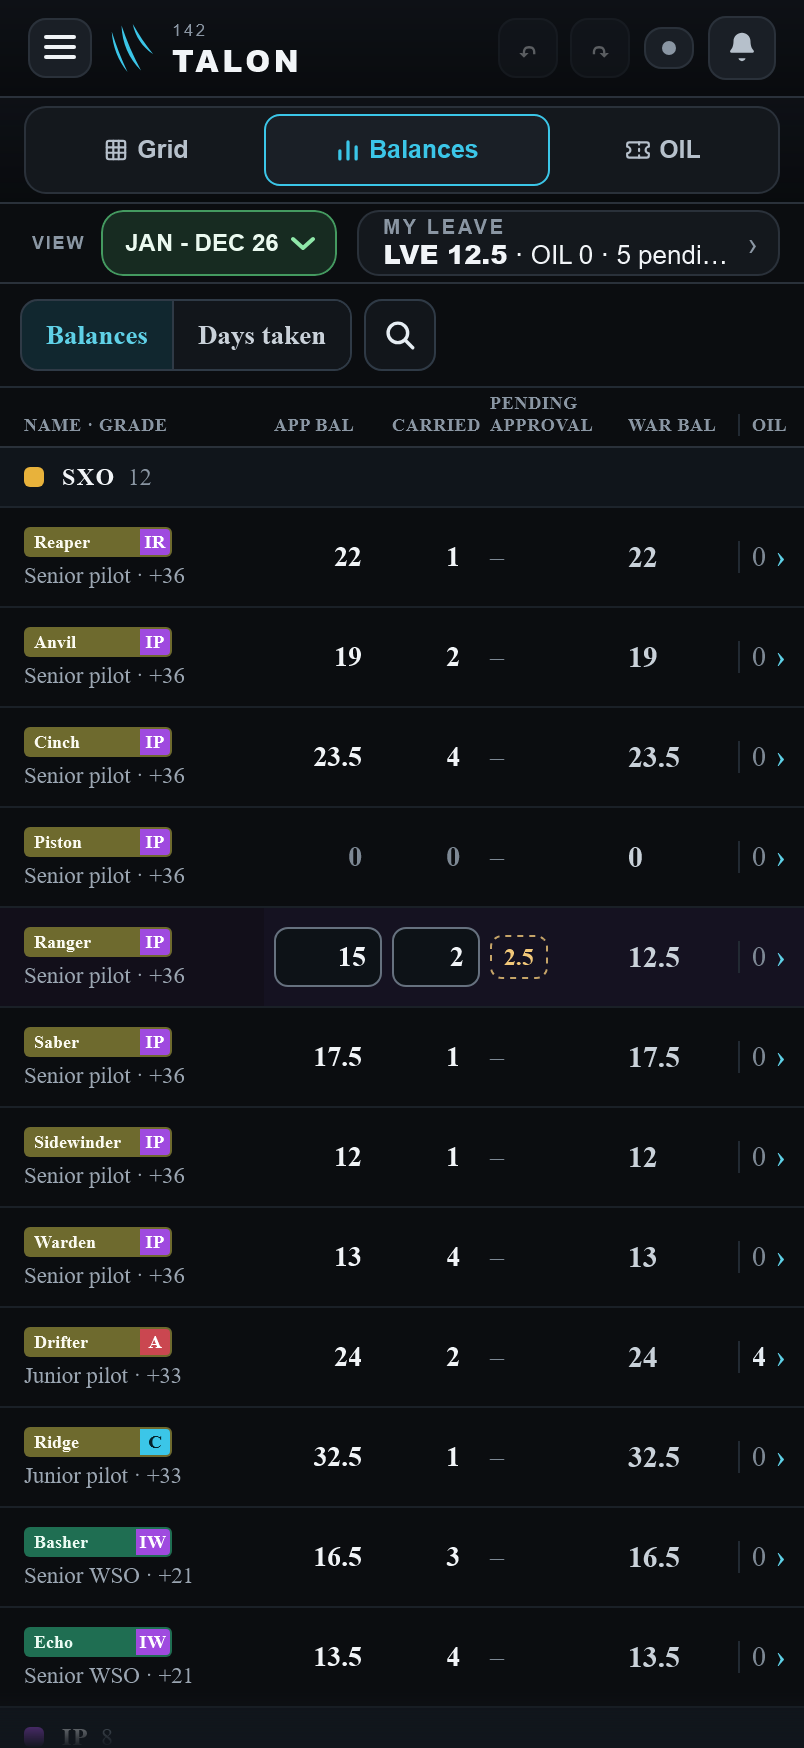 142
TALON
Grid
Balances
OIL
VIEW
JAN - DEC 26
MY LEAVE
LVE 12.5 · OIL 0 · 5 pendi…
Balances
Days taken
NAME · GRADE
APP BAL
CARRIED
PENDING
APPROVAL
WAR BAL
OIL
SXO 12
Reaper IR
Senior pilot · +36
22 1 – 22 0 ›
Anvil IP
Senior pilot · +36
19 2 – 19 0 ›
Cinch IP
Senior pilot · +36
23.5 4 – 23.5 0 ›
Piston IP
Senior pilot · +36
0 0 – 0 0 ›
Ranger IP
Senior pilot · +36
15 2 2.5 12.5 0 ›
Saber IP
Senior pilot · +36
17.5 1 – 17.5 0 ›
Sidewinder IP
Senior pilot · +36
12 1 – 12 0 ›
Warden IP
Senior pilot · +36
13 4 – 13 0 ›
Drifter A
Junior pilot · +33
24 2 – 24 4 ›
Ridge C
Junior pilot · +33
32.5 1 – 32.5 0 ›
Basher IW
Senior WSO · +21
16.5 3 – 16.5 0 ›
Echo IW
Senior WSO · +21
13.5 4 – 13.5 0 ›
IP 8